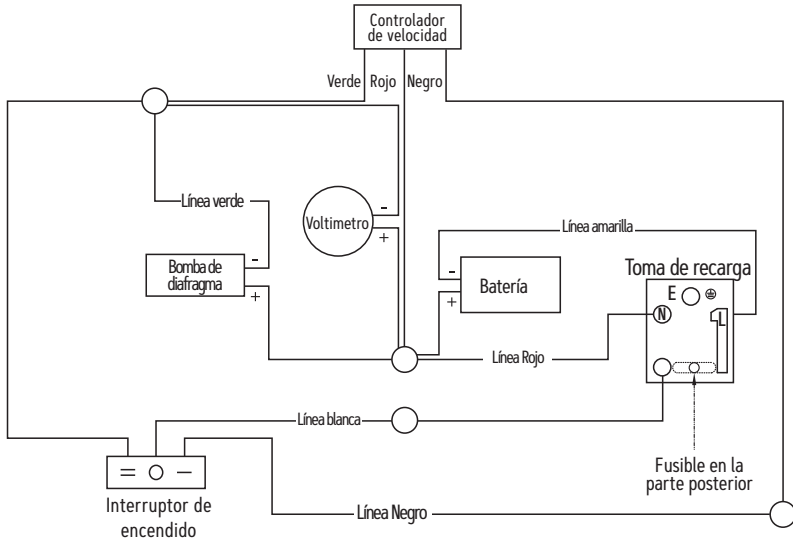 Controlador
de velocidad
Verde Rojo Negro
Línea verde
-
+
Voltimetro
-
+
Bomba de
diafragma
Línea amarilla
-
+
Batería
Toma de recarga
E
N
L
Línea Rojo
Línea blanca
= O —
Interruptor de
encendido
Fusible en la
parte posterior
Línea Negro